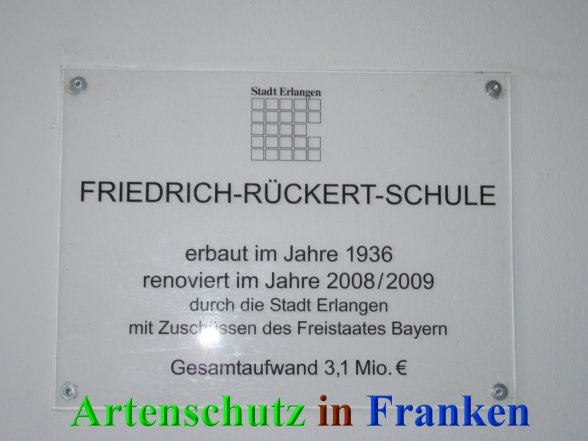 Stadt Erlangen
FRIEDRICH-RÜCKERT-SCHULE
erbaut im Jahre 1936
renoviert im Jahre 2008/2009
durch die Stadt Erlangen
mit Zuschüssen des Freistaates Bayern
Gesamtaufwand 3,1 Mio. €
Artenschutz in Franken